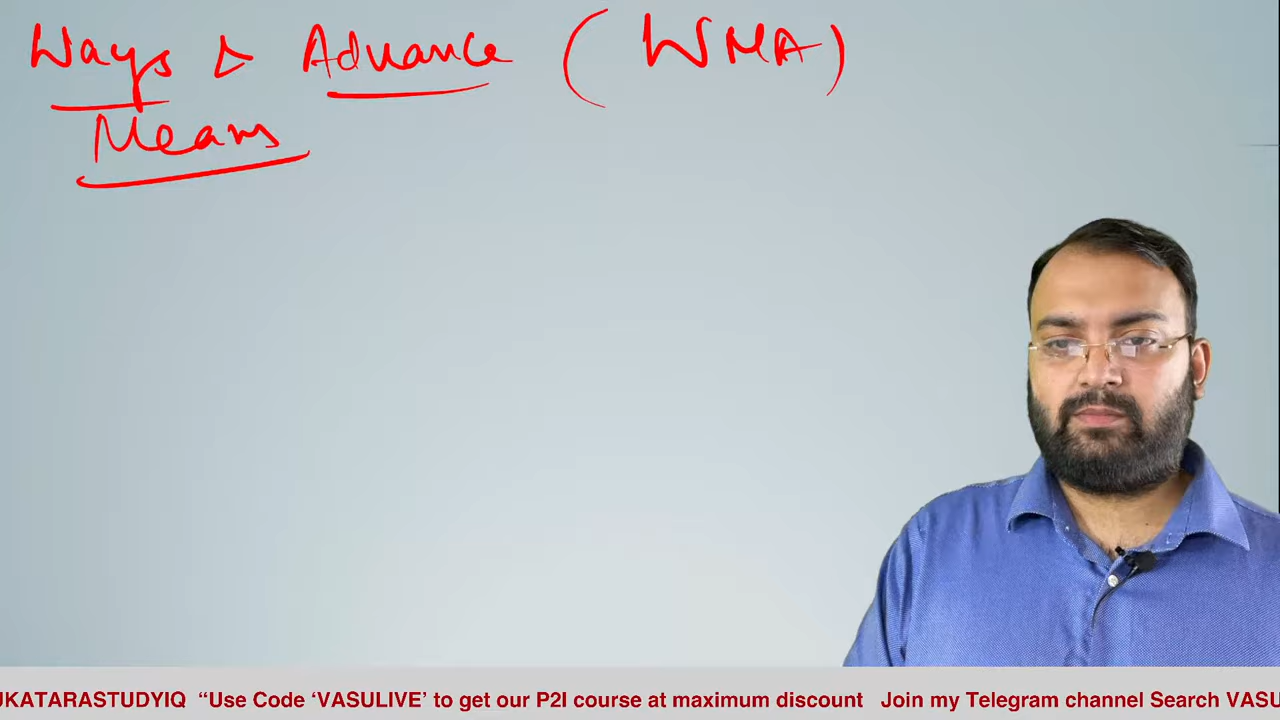 Ways & Advance (WMA)
Means
UKATARASTUDYIQ “Use Code ‘VASULIVE’ to get our P2I course at maximum discount Join my Telegram channel Search VASU